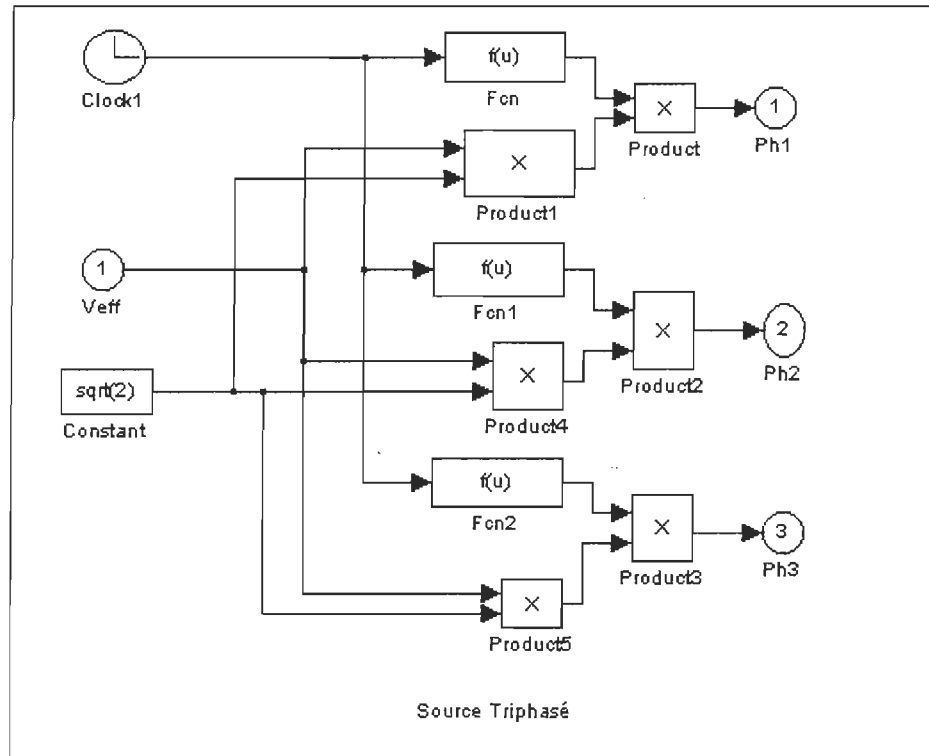 f(u)
Clock1
Fcn
1
×
Product
Ph1
×
Product1
1
Veff
f(u)
Fcn1
2
×
Product2
Ph2
sqrt(2)
Constant
×
Product4
f(u)
Fcn2
3
×
Product3
Ph3
×
Product5
Source Triphasé